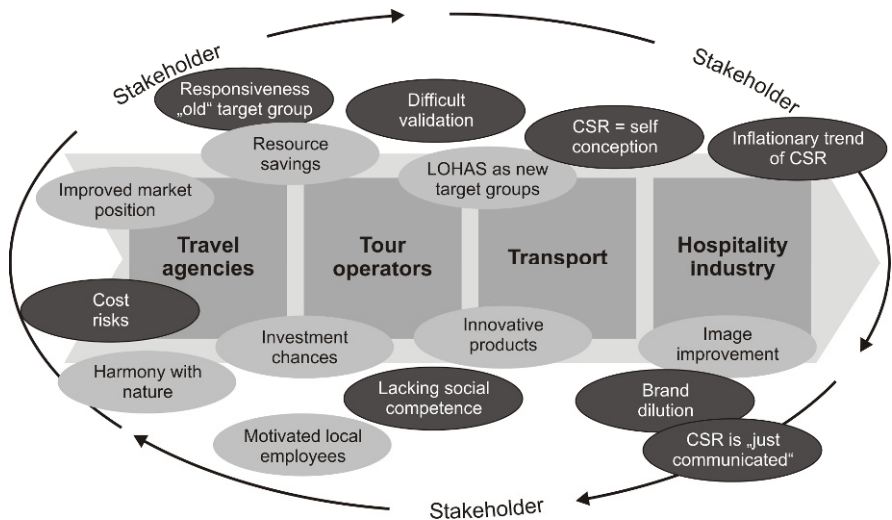 Stakeholder
Stakeholder
Responsiveness
„old“ target group
Difficult
validation
CSR = self
conception
Inflationary trend
of CSR
Resource
savings
LOHAS as new
target groups
Improved market
position
Travel
agencies
Tour
operators
Transport
Hospitality
industry
Cost
risks
Investment
chances
Innovative
products
Image
improvement
Harmony with
nature
Lacking social
competence
Brand
dilution
Motivated local
employees
CSR is „just
communicated“
Stakeholder